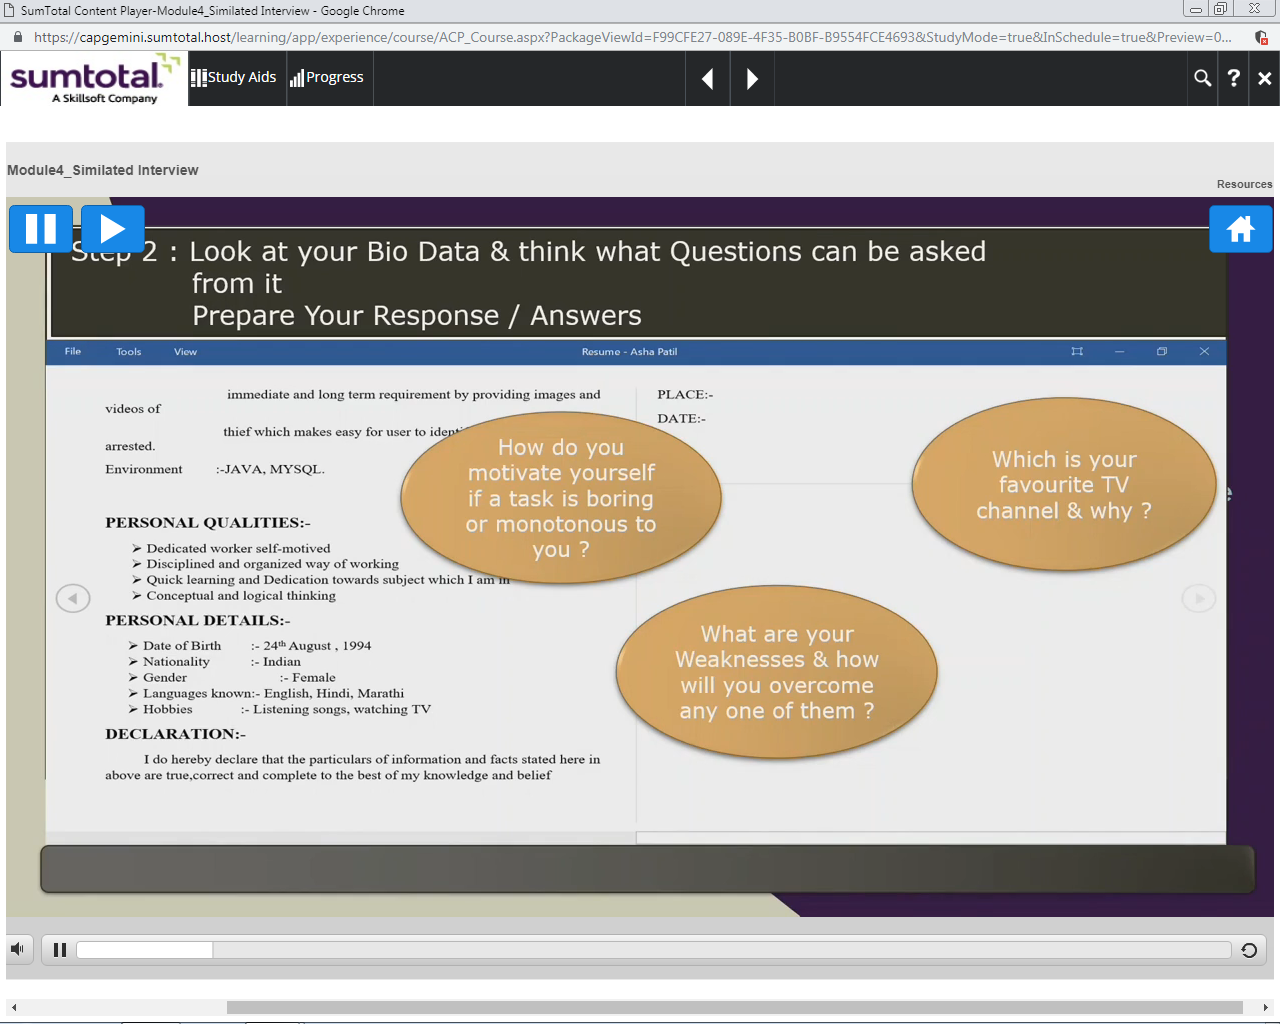 SumTotal Content Player-Module4_Similated Interview - Google Chrome
https://capgemini.sumtotal.host/learning/app/experience/course/ACP_Course.aspx?PackageViewId=F99CFE27-089E-4F35-B0BF-B9554FCE4693&StudyMode=true&InSchedule=true&Preview=0...
sumtotal.
A Skillsoft Company
Study Aids
Progress
Module4_Similated Interview
Resources
Step 2 : Look at your Bio Data & think what Questions can be asked
from it
Prepare Your Response / Answers
File Tools View Resume - Asha Patil
immediate and long term requirement by providing images and
videos of
thief which makes easy for user to
arrested.
Environment :-JAVA, MYSQL.
PERSONAL QUALITIES:-
➢ Dedicated worker self-motived
➢ Disciplined and organized way of working
➢ Quick learning and Dedication towards subject which I am in
➢ Conceptual and logical thinking
PERSONAL DETAILS:-
➢ Date of Birth :- 24th August , 1994
➢ Nationality :- Indian
➢ Gender :- Female
➢ Languages known:- English, Hindi, Marathi
➢ Hobbies :- Listening songs, watching TV
DECLARATION:-
I do hereby declare that the particulars of information and facts stated here in
above are true,correct and complete to the best of my knowledge and belief
PLACE:-
DATE:-
How do you
motivate yourself
if a task is boring
or monotonous to
you ?
Which is your
favourite TV
channel & why ?
What are your
Weaknesses & how
will you overcome
any one of them ?